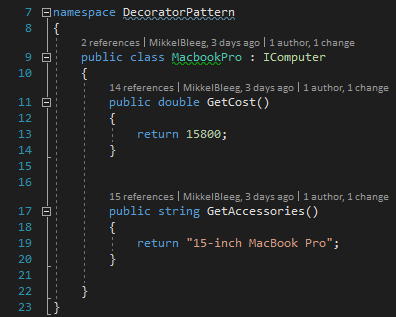 7 namespace DecoratorPattern
8 {
2 references | MikkelBleeg, 3 days ago | 1 author, 1 change
9 public class MacbookPro : IComputer
10 {
14 references | MikkelBleeg, 3 days ago | 1 author, 1 change
11 public double GetCost()
12 {
13 return 15800;
14 }
15
16
15 references | MikkelBleeg, 3 days ago | 1 author, 1 change
17 public string GetAccessories()
18 {
19 return "15-inch MacBook Pro";
20 }
21
22 }
23 }